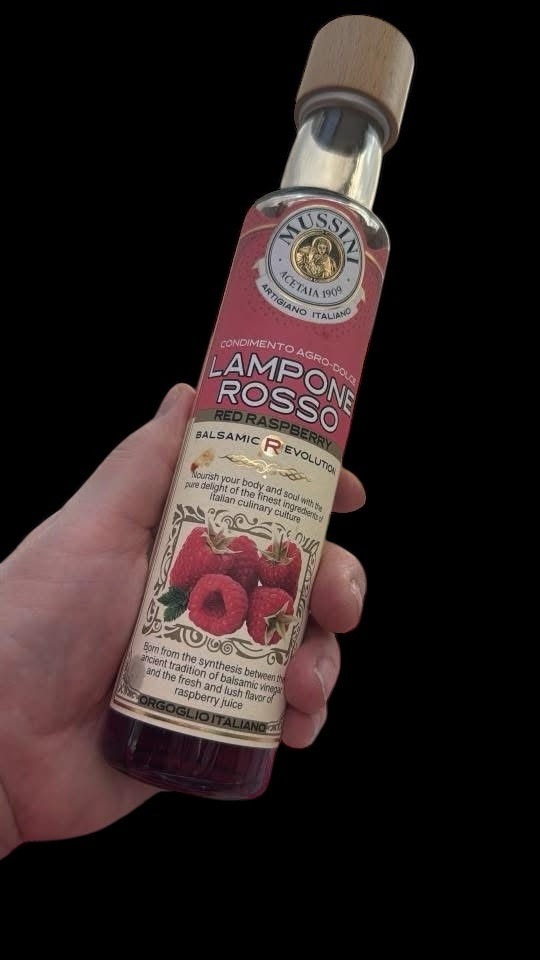 MUSSINI
ACETAIA 1909
ARTIGIANO ITALIANO
CONDIMENTO AGRO-DOLCE
LAMPONE
ROSSO
RED RASPBERRY
BALSAMIC REVOLUTION
Nourish your body and soul with the
pure delight of the finest ingredients of
Italian culinary culture
Born from the synthesis between the
ancient tradition of balsamic vinegar
and the fresh and lush flavor of
raspberry juice
ORGOGLIO ITALIANO